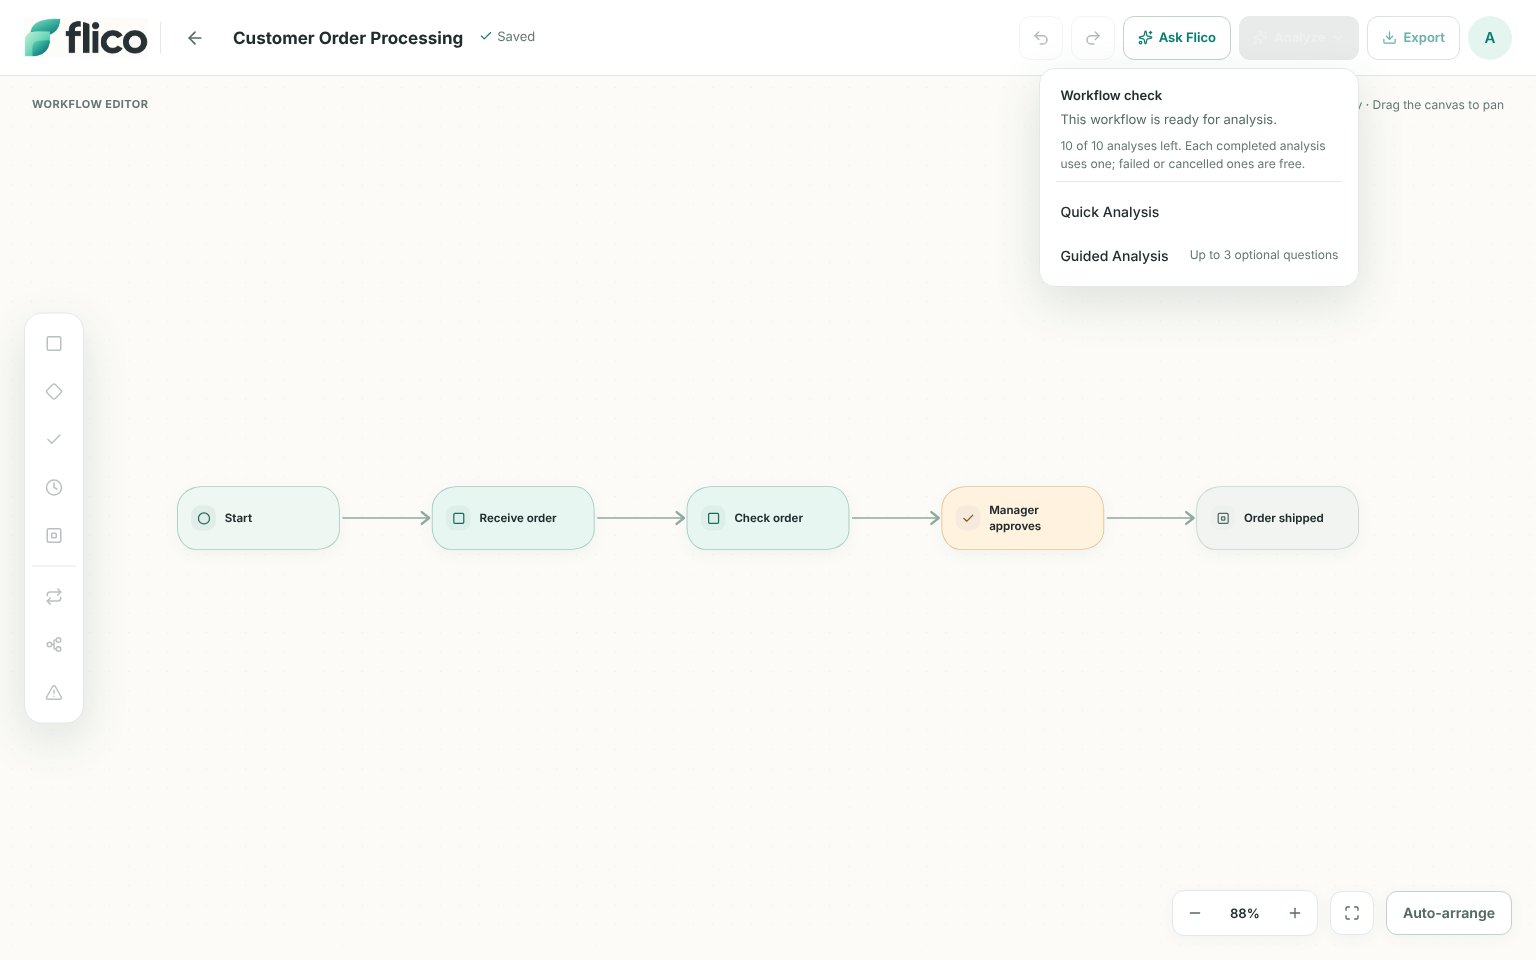 flico
Customer Order Processing
Saved
Ask Flico
Analyze
Export
A
WORKFLOW EDITOR
y · Drag the canvas to pan
Workflow check
This workflow is ready for analysis.
10 of 10 analyses left. Each completed analysis
uses one; failed or cancelled ones are free.
Quick Analysis
Guided Analysis
Up to 3 optional questions
Start
Receive order
Check order
Manager
approves
Order shipped
88%
Auto-arrange